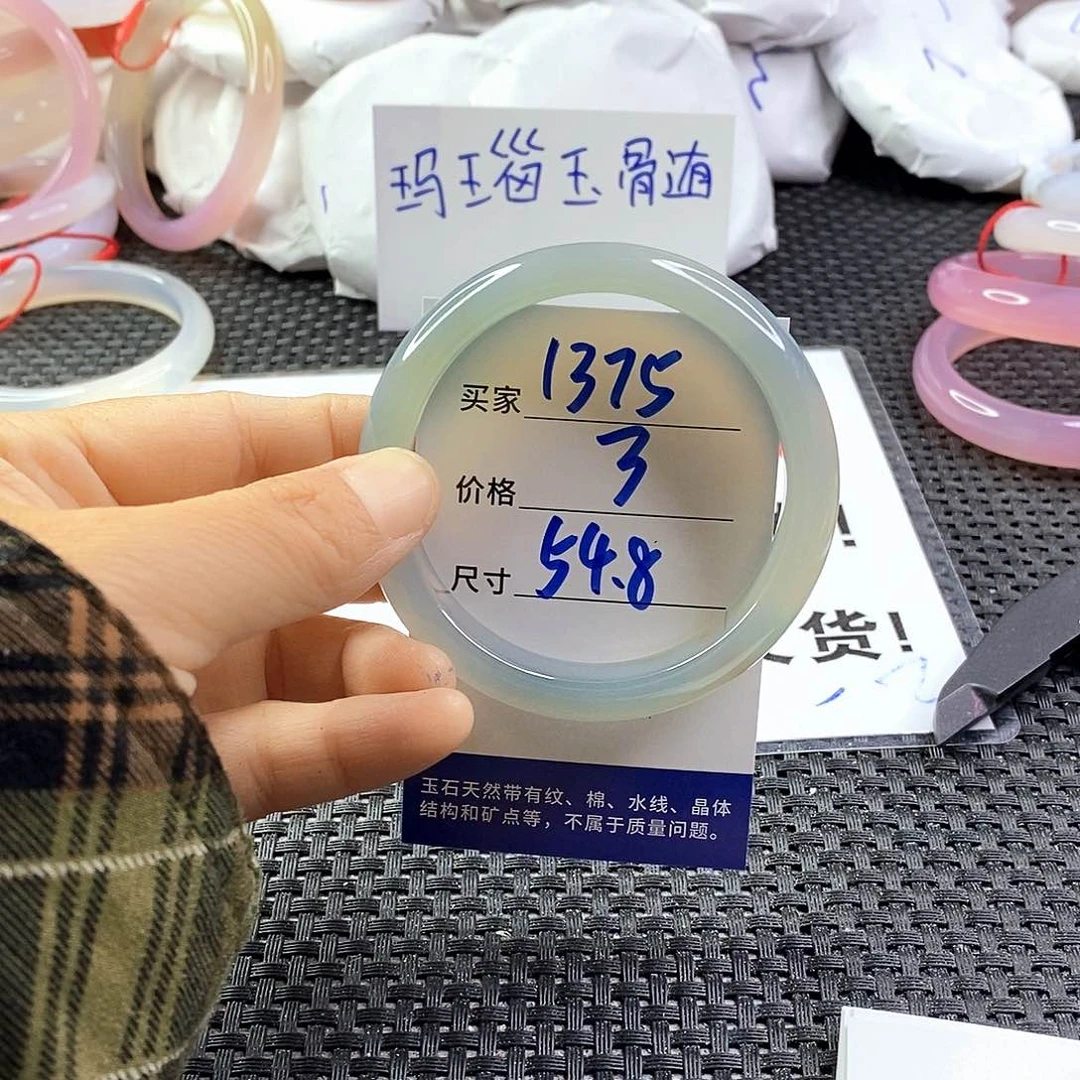 玛瑙玉骨髓
买家 1375
价格 3
尺寸 54.8
玉石天然带有纹、棉、水线、晶体
结构和矿点等，不属于质量问题。
！
货！